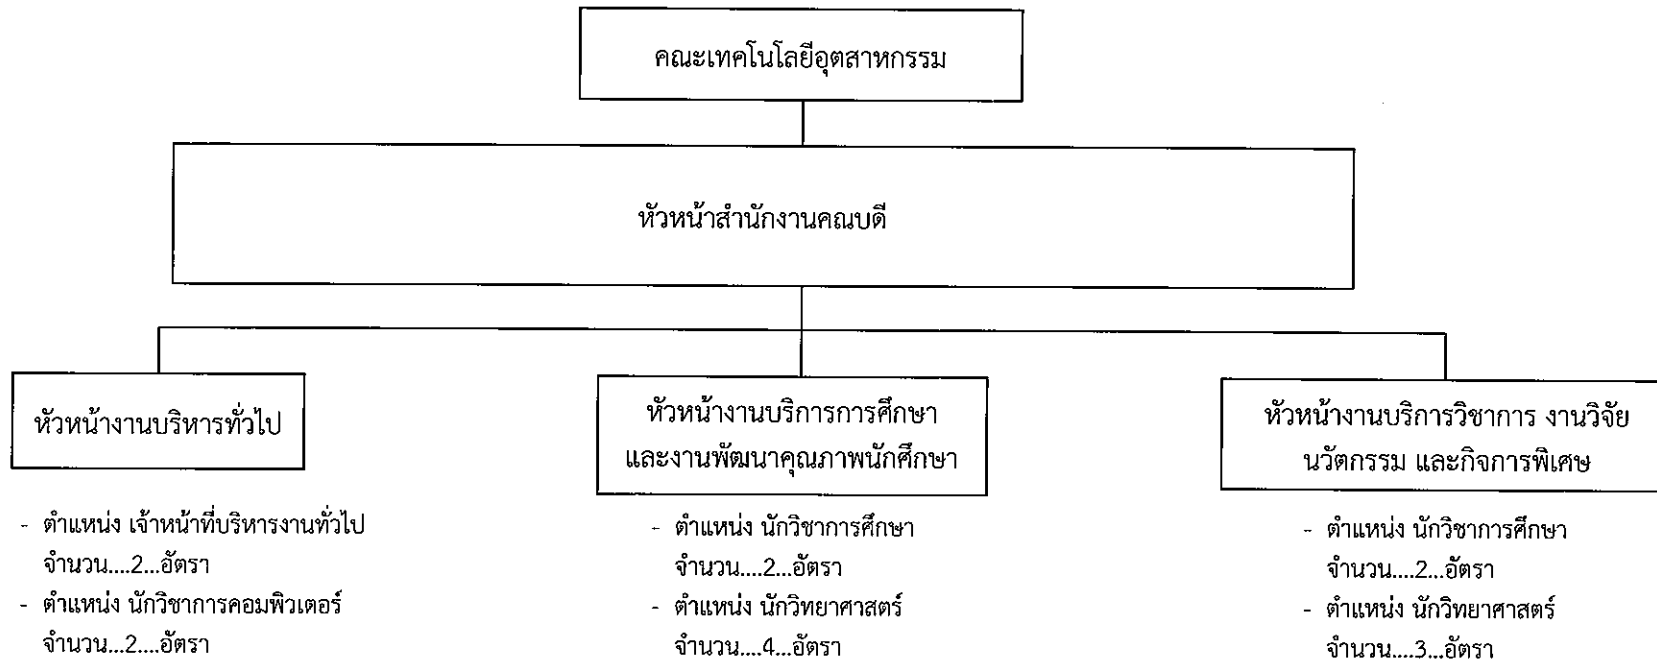 คณะเทคโนโลยีอุตสาหกรรม
หัวหน้าสำนักงานคณบดี
หัวหน้างานบริหารทั่วไป
- ตำแหน่ง เจ้าหน้าที่บริหารงานทั่วไป
จำนวน....2...อัตรา
- ตำแหน่ง นักวิชาการคอมพิวเตอร์
จำนวน...2....อัตรา
หัวหน้างานบริการการศึกษา
และงานพัฒนาคุณภาพนักศึกษา
- ตำแหน่ง นักวิชาการศึกษา
จำนวน....2...อัตรา
- ตำแหน่ง นักวิทยาศาสตร์
จำนวน....4...อัตรา
หัวหน้างานบริการวิชาการ งานวิจัย
นวัตกรรม และกิจการพิเศษ
- ตำแหน่ง นักวิชาการศึกษา
จำนวน....2...อัตรา
- ตำแหน่ง นักวิทยาศาสตร์
จำนวน....3...อัตรา